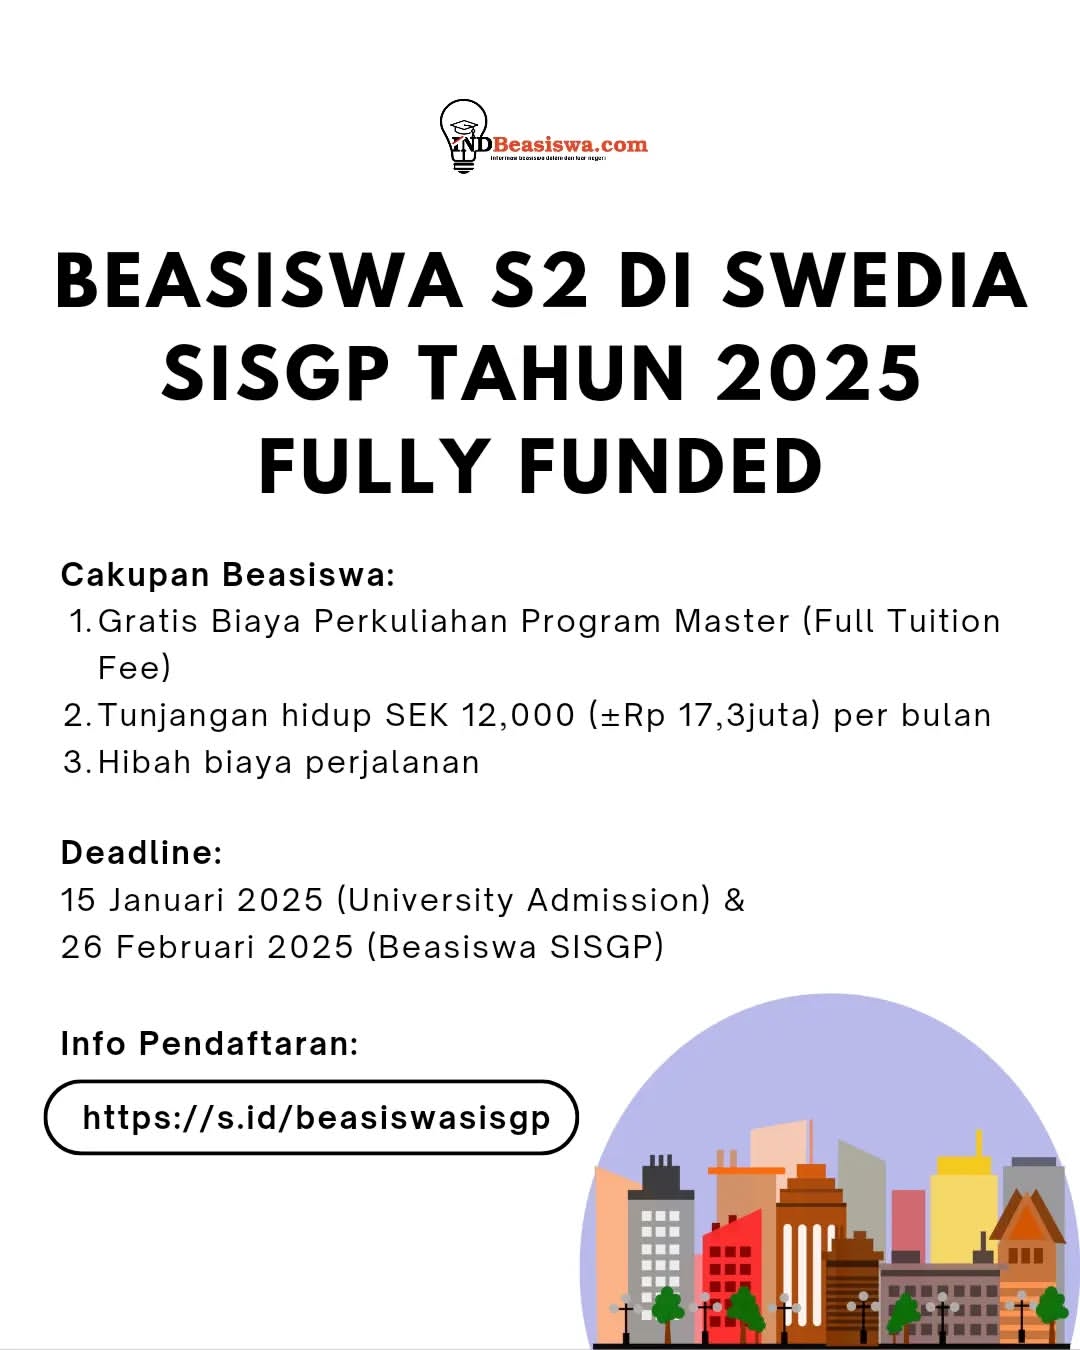 INDBeasiswa.com
Informasi beasiswa dalam dan luar negeri
BEASISWA S2 DI SWEDIA
SISGP TAHUN 2025
FULLY FUNDED
Cakupan Beasiswa:
1. Gratis Biaya Perkuliahan Program Master (Full Tuition
Fee)
2. Tunjangan hidup SEK 12,000 (±Rp 17,3juta) per bulan
3. Hibah biaya perjalanan
Deadline:
15 Januari 2025 (University Admission) &
26 Februari 2025 (Beasiswa SISGP)
Info Pendaftaran:
https://s.id/beasiswasisgp